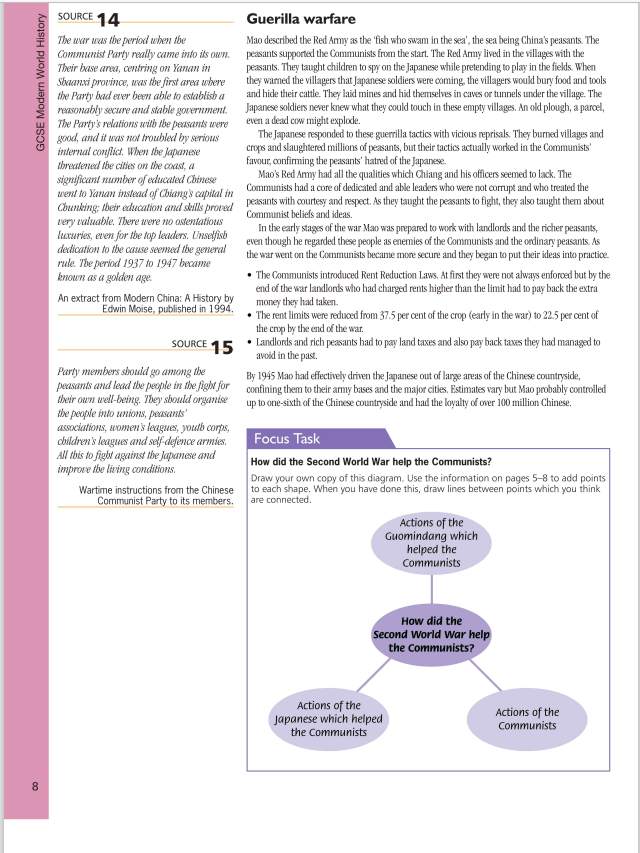 GCSE Modern World History
SOURCE 14
The war was the period when the
Communist Party really came into its own.
Their base area, centring on Yanan in
Shaanxi province, was the first area where
the Party had ever been able to establish a
reasonably secure and stable government.
The Party's relations with the peasants were
good, and it was not troubled by serious
internal conflict. When the Japanese
threatened the cities on the coast, a
significant number of educated Chinese
went to Yanan instead of Chiang's capital in
Chunking; their education and skills proved
very valuable. There were no ostentatious
luxuries, even for the top leaders. Unselfish
dedication to the cause seemed the general
rule. The period 1937 to 1947 became
known as a golden age.
An extract from Modern China: A History by
Edwin Moise, published in 1994.
SOURCE 15
Party members should go among the
peasants and lead the people in the fight for
their own well-being. They should organise
the people into unions, peasants'
associations, women's leagues, youth corps,
children's leagues and self-defence armies.
All this to fight against the Japanese and
improve the living conditions.
Wartime instructions from the Chinese
Communist Party to its members.
8
Guerilla warfare
Mao described the Red Army as the 'fish who swam in the sea', the sea being China's peasants. The
peasants supported the Communists from the start. The Red Army lived in the villages with the
peasants. They taught children to spy on the Japanese while pretending to play in the fields. When
they warned the villagers that Japanese soldiers were coming, the villagers would bury food and tools
and hide their cattle. They laid mines and hid themselves in caves or tunnels under the village. The
Japanese soldiers never knew what they could touch in these empty villages. An old plough, a parcel,
even a dead cow might explode.
The Japanese responded to these guerrilla tactics with vicious reprisals. They burned villages and
crops and slaughtered millions of peasants, but their tactics actually worked in the Communists'
favour, confirming the peasants' hatred of the Japanese.
Mao's Red Army had all the qualities which Chiang and his officers seemed to lack. The
Communists had a core of dedicated and able leaders who were not corrupt and who treated the
peasants with courtesy and respect. As they taught the peasants to fight, they also taught them about
Communist beliefs and ideas.
In the early stages of the war Mao was prepared to work with landlords and the richer peasants,
even though he regarded these people as enemies of the Communists and the ordinary peasants. As
the war went on the Communists became more secure and they began to put their ideas into practice.
• The Communists introduced Rent Reduction Laws. At first they were not always enforced but by the
end of the war landlords who had charged rents higher than the limit had to pay back the extra
money they had taken.
• The rent limits were reduced from 37.5 per cent of the crop (early in the war) to 22.5 per cent of
the crop by the end of the war.
• Landlords and rich peasants had to pay land taxes and also pay back taxes they had managed to
avoid in the past.
By 1945 Mao had effectively driven the Japanese out of large areas of the Chinese countryside,
confining them to their army bases and the major cities. Estimates vary but Mao probably controlled
up to one-sixth of the Chinese countryside and had the loyalty of over 100 million Chinese.
Focus Task
How did the Second World War help the Communists?
Draw your own copy of this diagram. Use the information on pages 5–8 to add points
to each shape. When you have done this, draw lines between points which you think
are connected.
Actions of the
Guomindang which
helped the
Communists
How did the
Second World War help
the Communists?
Actions of the
Japanese which helped
the Communists
Actions of the
Communists